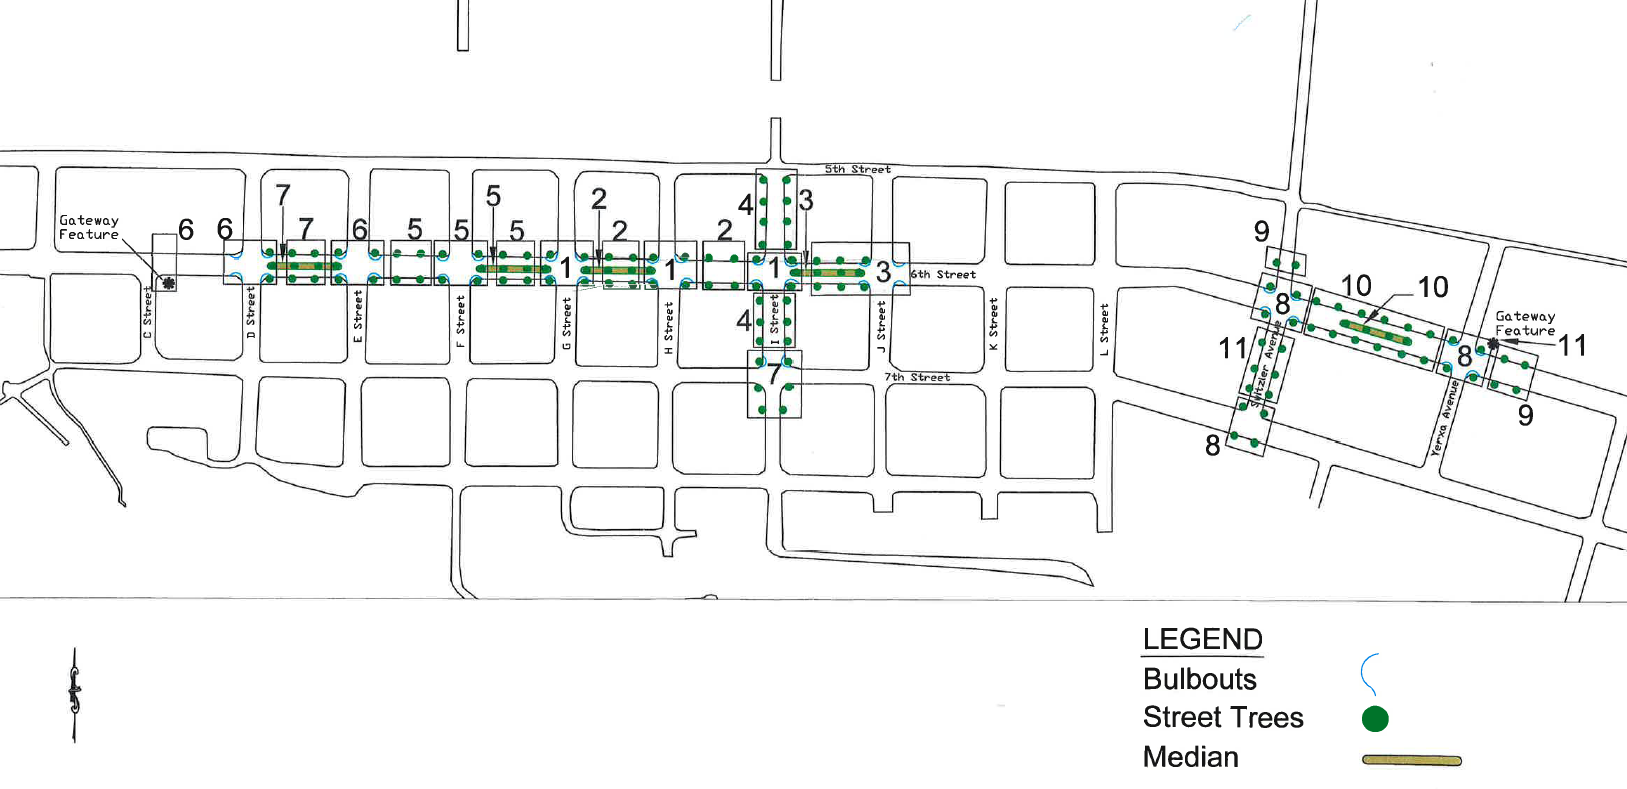 5th Street
7
5
2
4
3
Gateway
Feature
6
6
7
6
5
5
5
2
2
9
1
1
1
3
6th Street
10
10
8
Gateway
Feature
11
C Street
D Street
E Street
F Street
G Street
H Street
4
I Street
J Street
K Street
L Street
11
Switzler Avenue
8
7
7th Street
Yerxa Avenue
9
8
LEGEND
Bulbouts
Street Trees
Median